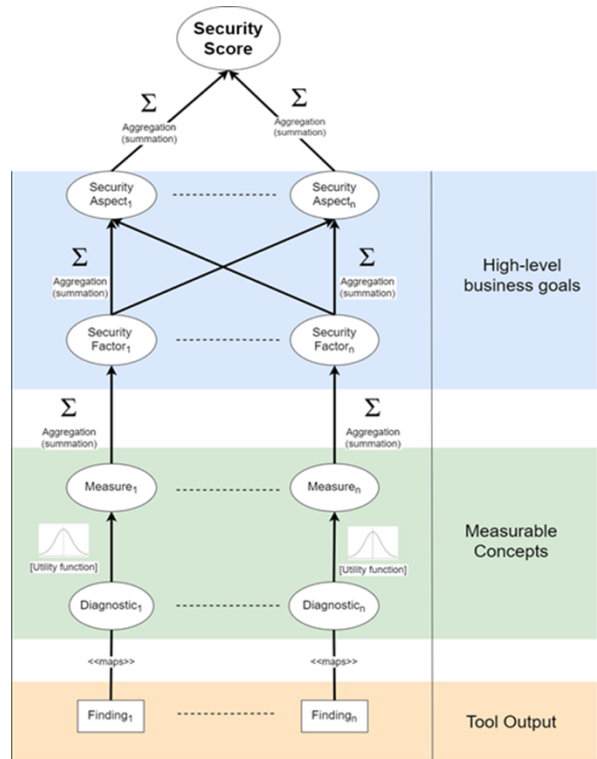 Security
Score
Σ
Aggregation
(summation)
Σ
Aggregation
(summation)
Security
Aspect1
Security
Aspectn
Σ
Aggregation
(summation)
Σ
Aggregation
(summation)
High-level
business goals
Security
Factor1
Security
Factorn
Σ
Aggregation
(summation)
Σ
Aggregation
(summation)
Measure1
Measuren
[Utility function]
[Utility function]
Measurable
Concepts
Diagnostic1
Diagnosticn
<<maps>>
<<maps>>
Finding1
Findingn
Tool Output